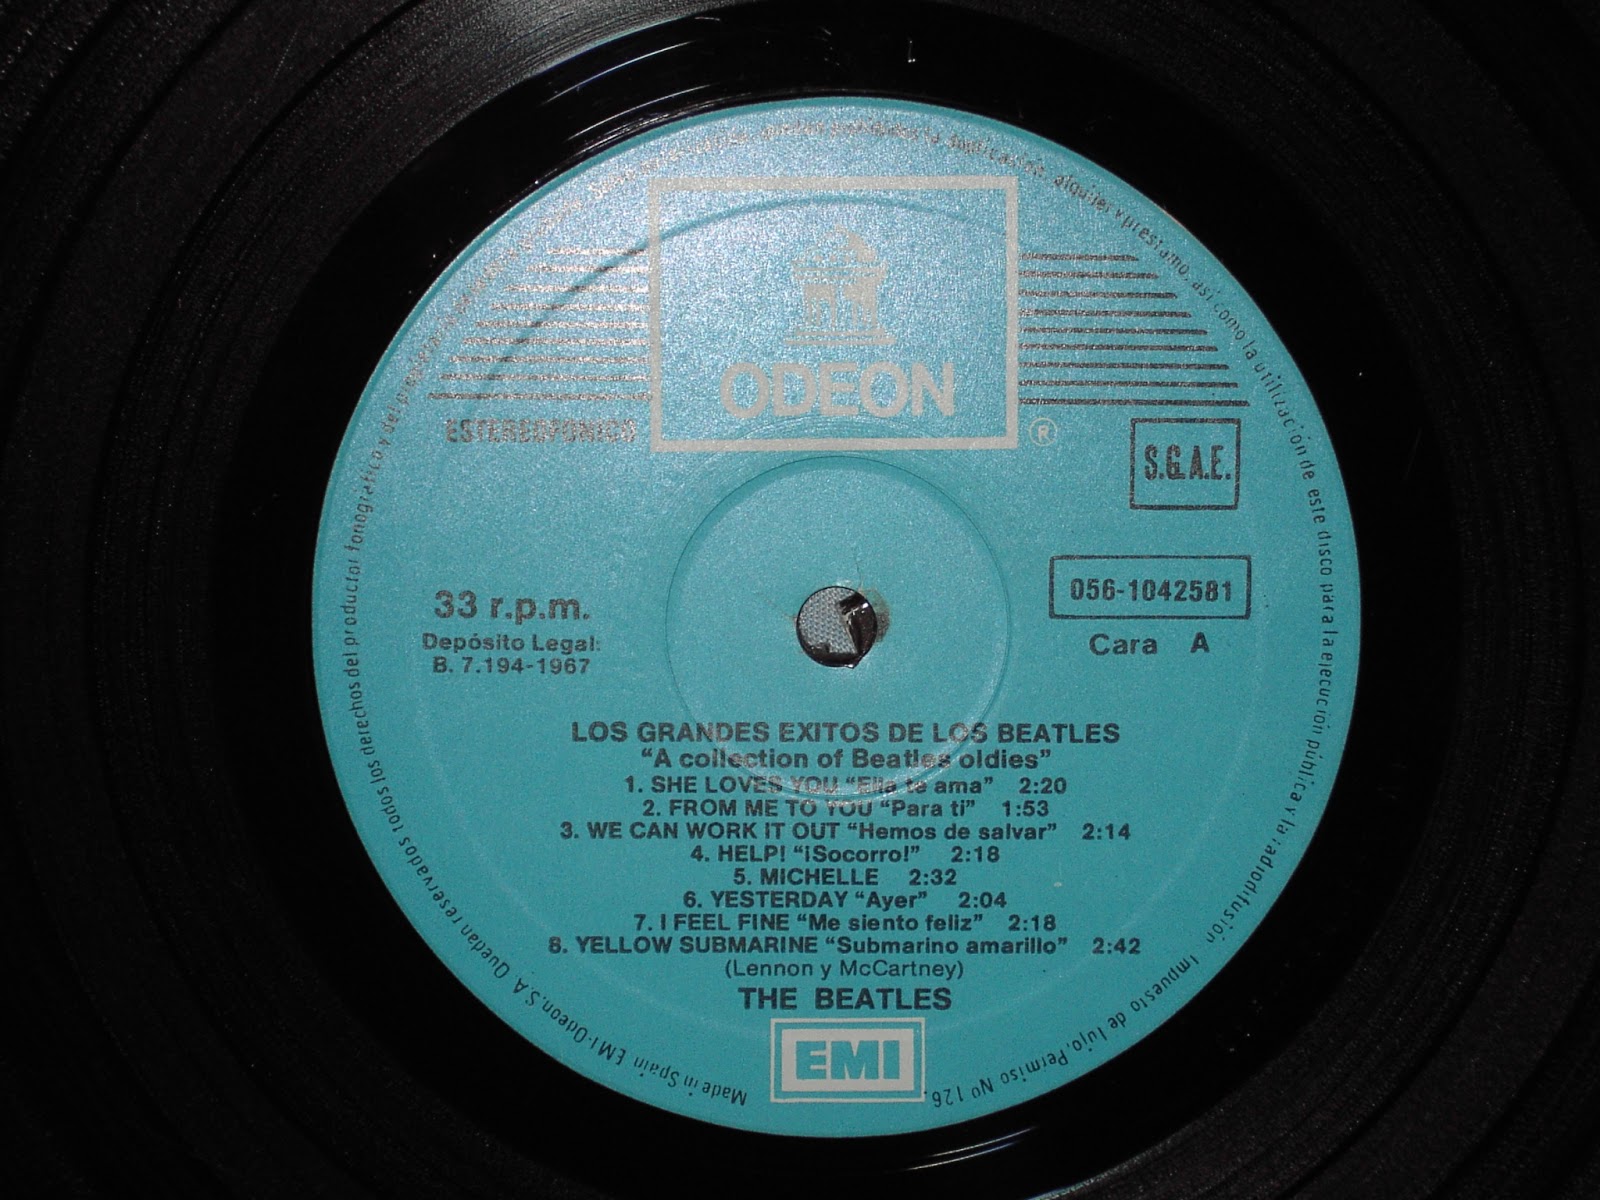 ODEON
®
ESTEREOFONICO
S.G.A.E.
056-1042581
Cara A
33 r.p.m.
Depósito Legal:
B. 7.194-1967
LOS GRANDES EXITOS DE LOS BEATLES
“A collection of Beatles oldies”
1. SHE LOVES YOU “Ella te ama” 2:20
2. FROM ME TO YOU “Para ti” 1:53
3. WE CAN WORK IT OUT “Hemos de salvar” 2:14
4. HELP! “¡Socorro!” 2:18
5. MICHELLE 2:32
6. YESTERDAY “Ayer” 2:04
7. I FEEL FINE “Me siento feliz” 2:18
8. YELLOW SUBMARINE “Submarino amarillo” 2:42
(Lennon y McCartney)
THE BEATLES
EMI
Made in Spain EMI-Odeon, S.A. Quedan reservados todos los derechos del productor fonográfico y del alquiler y préstamo, así como la utilización de este disco para la ejecución pública y la radiodifusión Impuesto de lujo, Permiso Nº 126.